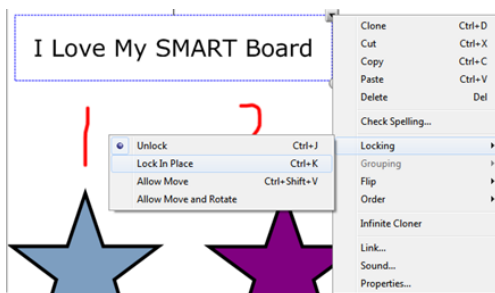 I Love My SMART Board
1 2
Clone Ctrl+D
Cut Ctrl+X
Copy Ctrl+C
Paste Ctrl+V
Delete Del
Check Spelling...
Locking
Grouping
Flip
Order
Infinite Cloner
Link...
Sound...
Properties...
Unlock Ctrl+J
Lock In Place Ctrl+K
Allow Move Ctrl+Shift+V
Allow Move and Rotate